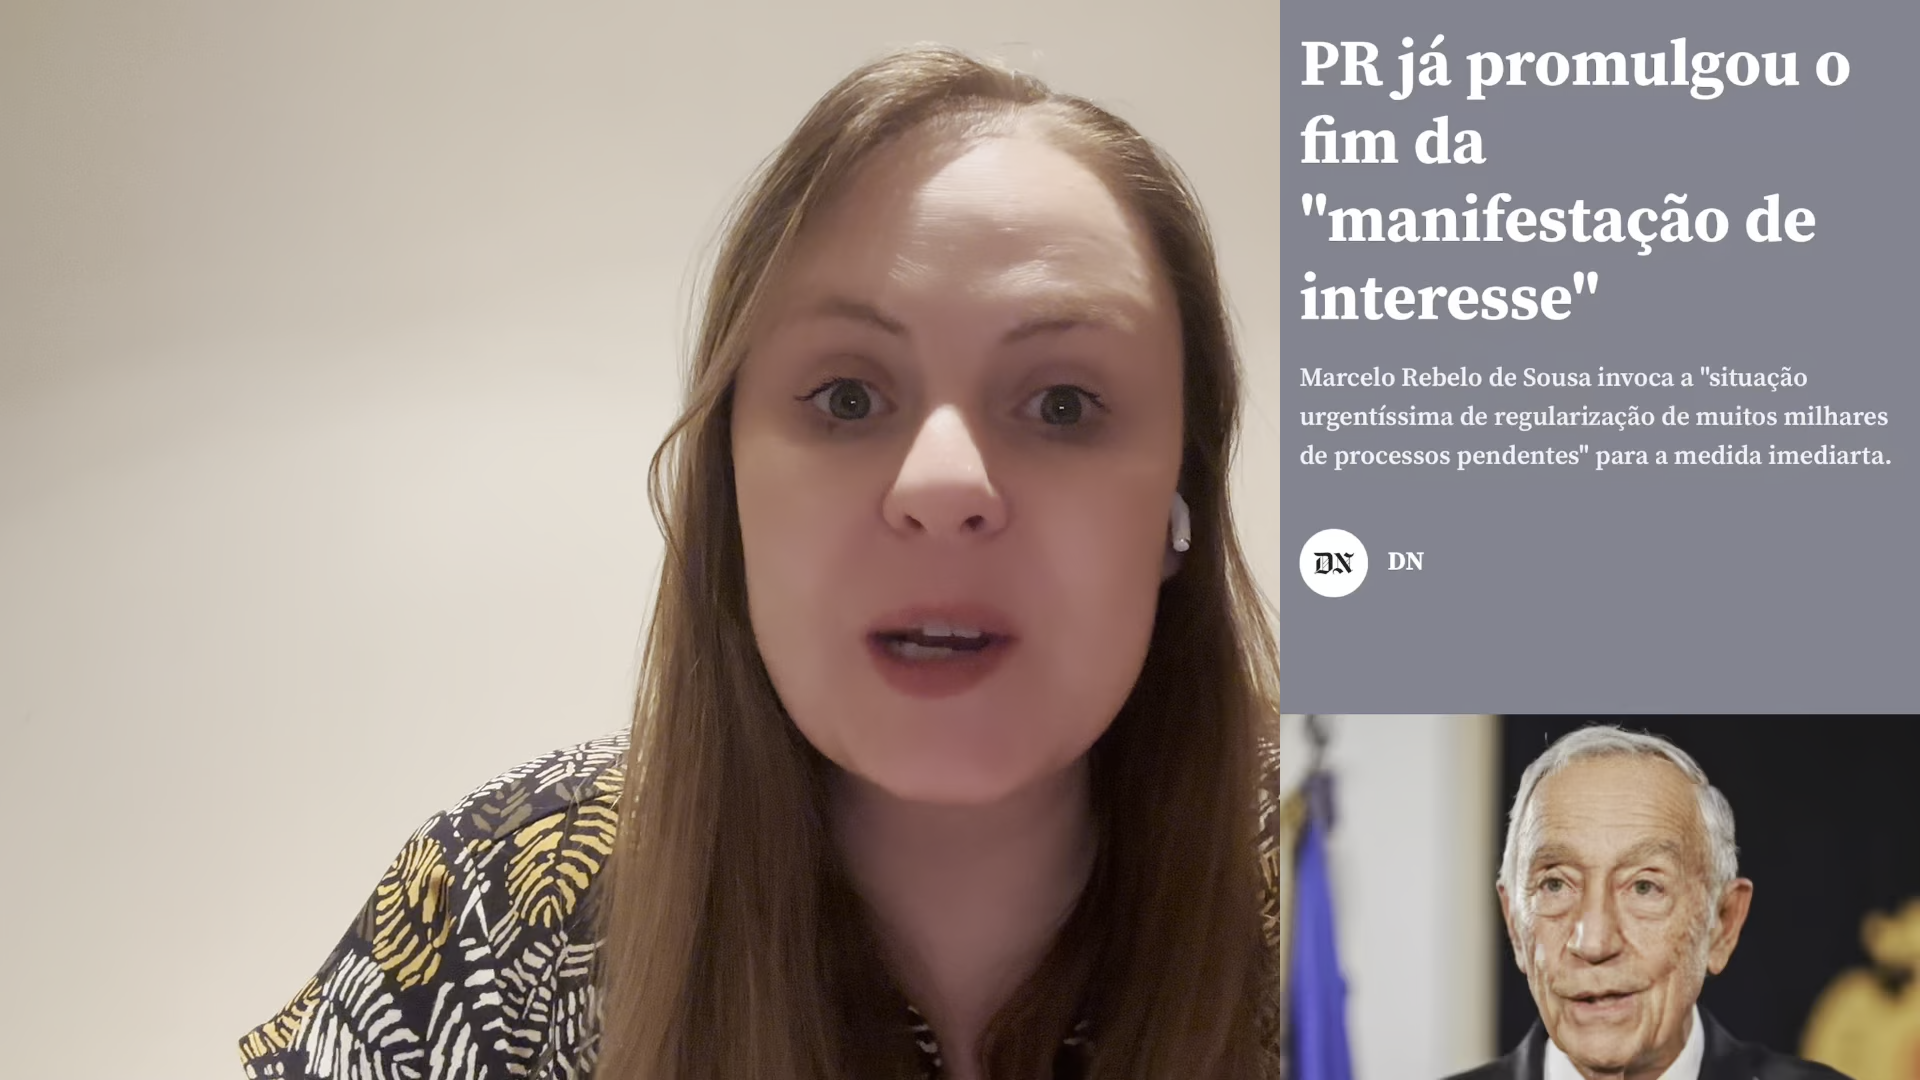 PR já promulgou o
fim da
"manifestação de
interesse"
Marcelo Rebelo de Sousa invoca a "situação
urgentíssima de regularização de muitos milhares
de processos pendentes" para a medida imediarta.
DN DN